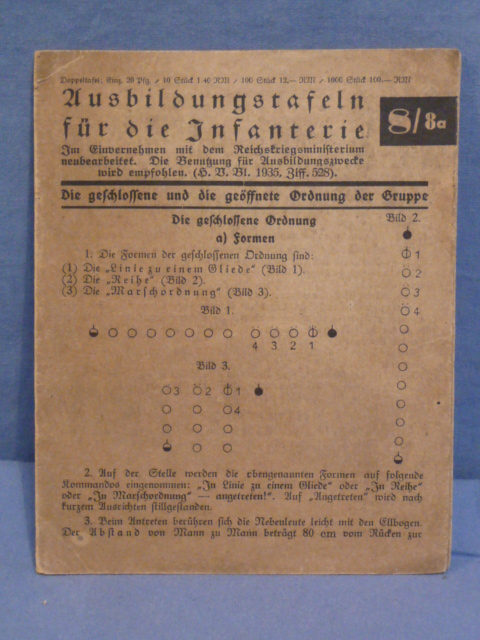 Doppeltafel: Einz. 20 Pfg. / 10 Stück 1.40 RM / 100 Stück 12.— RM / 1000 Stück 100.— RM
Ausbildungstafeln
für die Infanterie
8/8a
Im Einvernehmen mit dem Reichskriegsministerium
neubearbeitet. Die Benutzung für Ausbildungszwecke
wird empfohlen. (H. V. Bl. 1935, Ziff. 528).
Die geschlossene und die geöffnete Ordnung der Gruppe
Die geschlossene Ordnung
a) Formen
1. Die Formen der geschlossenen Ordnung sind:
(1) Die „Linie zu einem Gliede" (Bild 1).
(2) Die „Reihe" (Bild 2).
(3) Die „Marschordnung" (Bild 3).
Bild 1.
4 3 2 1
Bild 2.
1
2
3
4
Bild 3.
3 2 1
4
2. Auf der Stelle werden die obengenannten Formen auf folgende
Kommandos eingenommen: „In Linie zu einem Gliede" oder „In Reihe"
oder „In Marschordnung" — angetreten!". Auf „Angetreten" wird nach
kurzem Ausrichten stillgestanden.
3. Beim Antreten berühren sich die Nebenleute leicht mit den Ellbogen.
Der Abstand von Mann zu Mann beträgt 80 cm vom Rücken zur